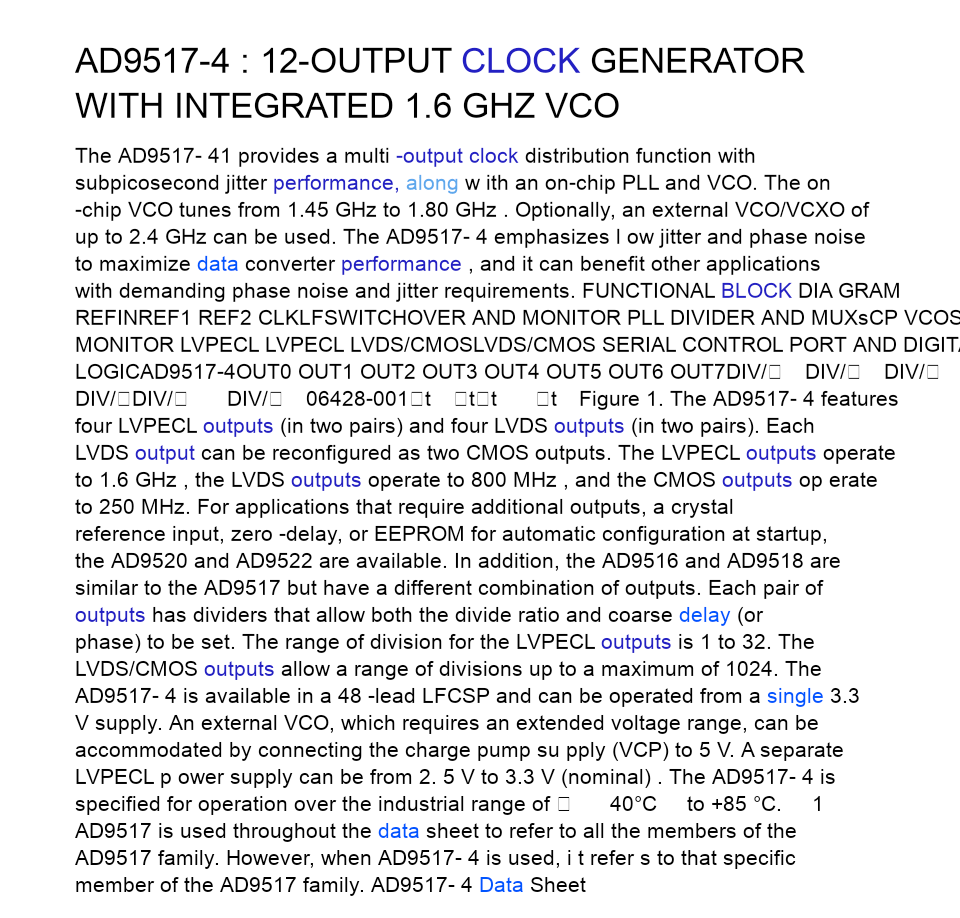 AD9517-4 : 12-OUTPUT CLOCK GENERATOR
WITH INTEGRATED 1.6 GHZ VCO
The AD9517- 41 provides a multi -output clock distribution function with
subpicosecond jitter performance, along w ith an on-chip PLL and VCO. The on
-chip VCO tunes from 1.45 GHz to 1.80 GHz . Optionally, an external VCO/VCXO of
up to 2.4 GHz can be used. The AD9517- 4 emphasizes l ow jitter and phase noise
to maximize data converter performance , and it can benefit other applications
with demanding phase noise and jitter requirements. FUNCTIONAL BLOCK DIA GRAM
REFINREF1 REF2 CLKLFSWITCHOVER AND MONITOR PLL DIVIDER AND MUXsCP VCOS
MONITOR LVPECL LVPECL LVDS/CMOSLVDS/CMOS SERIAL CONTROL PORT AND DIGITA
LOGICAD9517-4OUT0 OUT1 OUT2 OUT3 OUT4 OUT5 OUT6 OUT7DIV/□ DIV/□ DIV/□
DIV/□DIV/□ DIV/□ 06428-001□t □t□t □t Figure 1. The AD9517- 4 features
four LVPECL outputs (in two pairs) and four LVDS outputs (in two pairs). Each
LVDS output can be reconfigured as two CMOS outputs. The LVPECL outputs operate
to 1.6 GHz , the LVDS outputs operate to 800 MHz , and the CMOS outputs op erate
to 250 MHz. For applications that require additional outputs, a crystal
reference input, zero -delay, or EEPROM for automatic configuration at startup,
the AD9520 and AD9522 are available. In addition, the AD9516 and AD9518 are
similar to the AD9517 but have a different combination of outputs. Each pair of
outputs has dividers that allow both the divide ratio and coarse delay (or
phase) to be set. The range of division for the LVPECL outputs is 1 to 32. The
LVDS/CMOS outputs allow a range of divisions up to a maximum of 1024. The
AD9517- 4 is available in a 48 -lead LFCSP and can be operated from a single 3.3
V supply. An external VCO, which requires an extended voltage range, can be
accommodated by connecting the charge pump su pply (VCP) to 5 V. A separate
LVPECL p ower supply can be from 2. 5 V to 3.3 V (nominal) . The AD9517- 4 is
specified for operation over the industrial range of □ 40°C to +85 °C. 1
AD9517 is used throughout the data sheet to refer to all the members of the
AD9517 family. However, when AD9517- 4 is used, i t refer s to that specific
member of the AD9517 family. AD9517- 4 Data Sheet